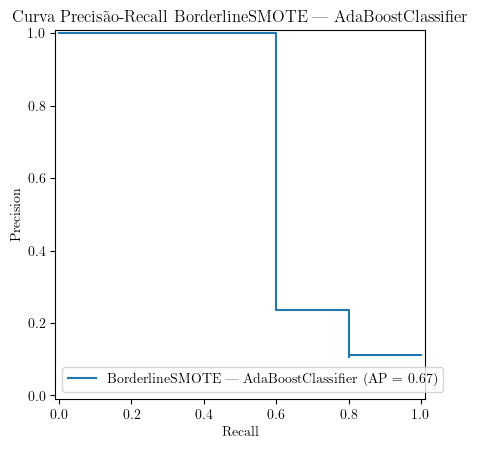 Curva Precisão-Recall BorderlineSMOTE — AdaBoostClassifier
1.0
0.8
0.6
0.4
0.2
0.0
Precision
BorderlineSMOTE — AdaBoostClassifier (AP = 0.67)
0.0 0.2 0.4 0.6 0.8 1.0
Recall